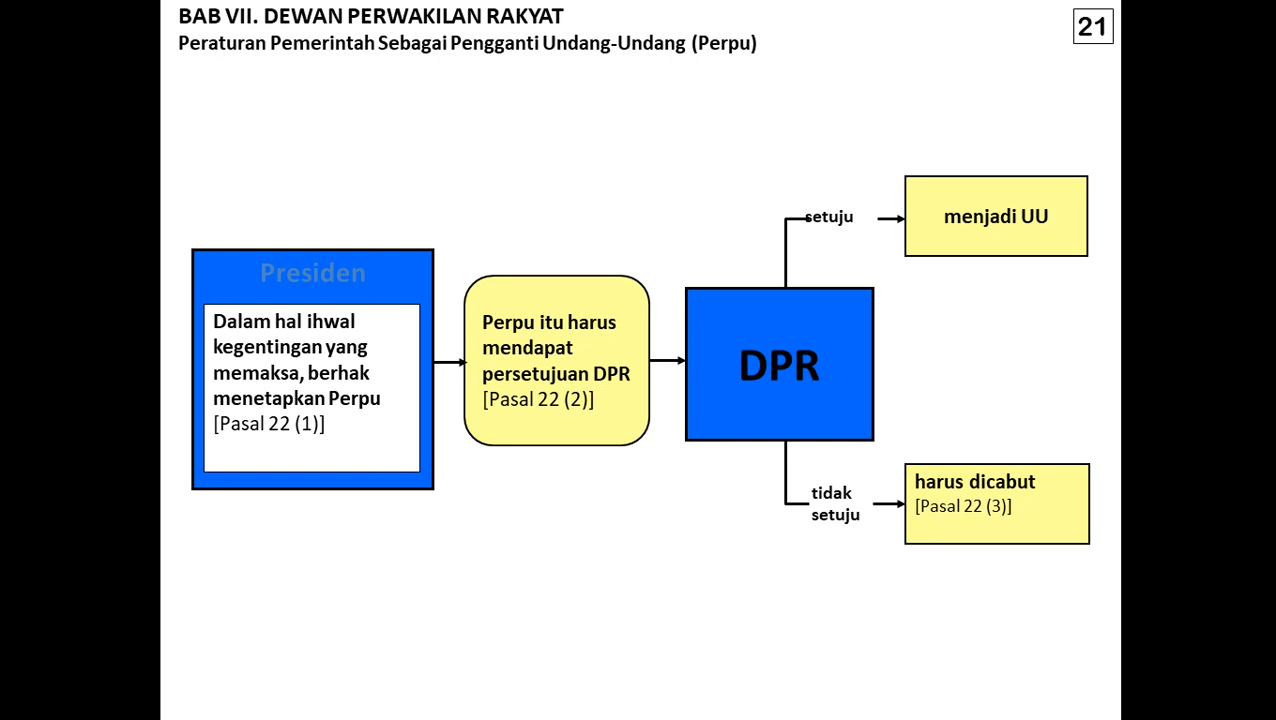 BAB VII. DEWAN PERWAKILAN RAKYAT
Peraturan Pemerintah Sebagai Pengganti Undang-Undang (Perpu)
21
Presiden
Dalam hal ihwal
kegentingan yang
memaksa, berhak
menetapkan Perpu
[Pasal 22 (1)]
Perpu itu harus
mendapat
persetujuan DPR
[Pasal 22 (2)]
DPR
setuju
menjadi UU
tidak
setuju
harus dicabut
[Pasal 22 (3)]